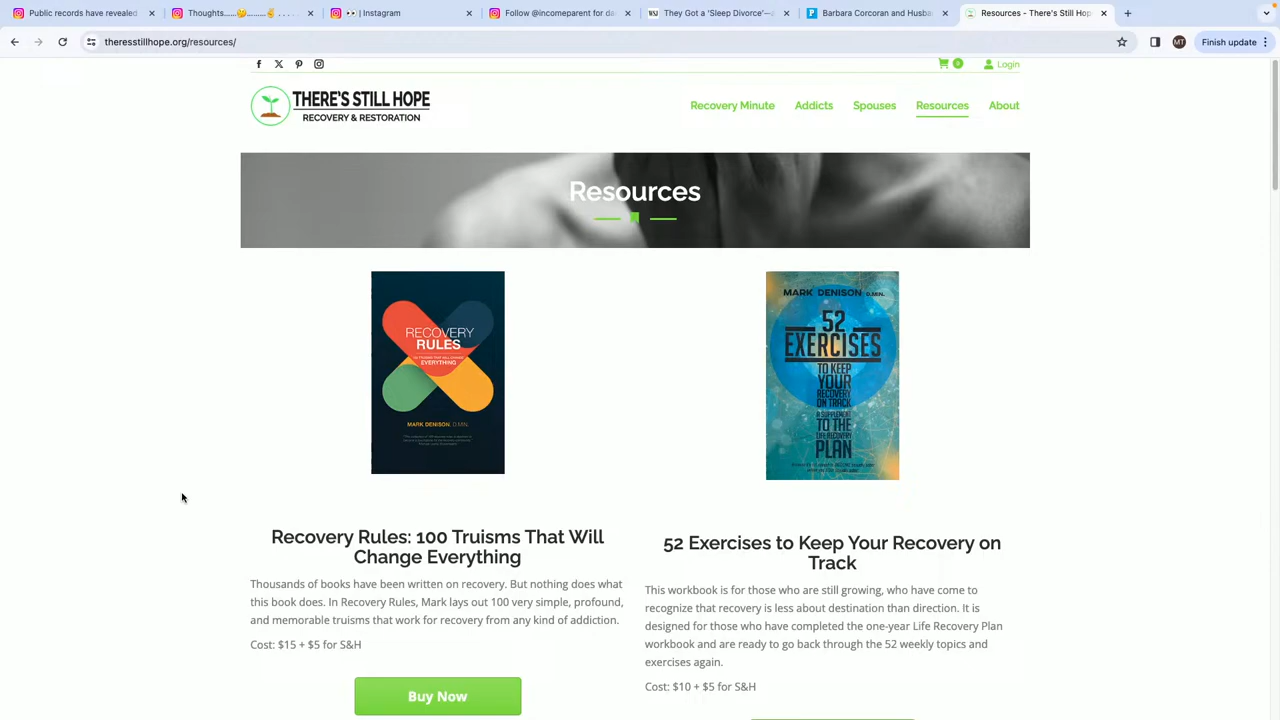 Public records have revealed
Thoughts....🤔
👀 | Instagram
Follow @incomeparent for da
They Got a 'Sleep Divorce'—a
Barbara Corcoran and Husba
Resources - There's Still Hop
theresstillhope.org/resources/
MT
Finish update
0
Login
THERE'S STILL HOPE
RECOVERY & RESTORATION
Recovery Minute
Addicts
Spouses
Resources
About
Resources
RECOVERY
RULES
EVERYTHING
MARK DENISON, D.MIN.
MARK DENISON D.MIN.
52
EXERCISES
TO KEEP
YOUR
RECOVERY
ON TRACK
A SUPPLEMENT
TO THE
LIFE RECOVERY
PLAN
Recovery Rules: 100 Truisms That Will
Change Everything
Thousands of books have been written on recovery. But nothing does what
this book does. In Recovery Rules, Mark lays out 100 very simple, profound,
and memorable truisms that work for recovery from any kind of addiction.
Cost: $15 + $5 for S&H
Buy Now
52 Exercises to Keep Your Recovery on
Track
This workbook is for those who are still growing, who have come to
recognize that recovery is less about destination than direction. It is
designed for those who have completed the one-year Life Recovery Plan
workbook and are ready to go back through the 52 weekly topics and
exercises again.
Cost: $10 + $5 for S&H